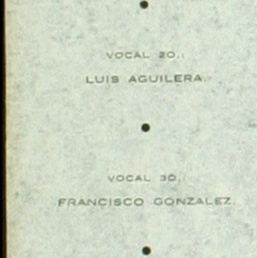 VOCAL 2O.:
LUIS AGUILERA.
VOCAL 3O.:
FRANCISCO GONZALEZ.